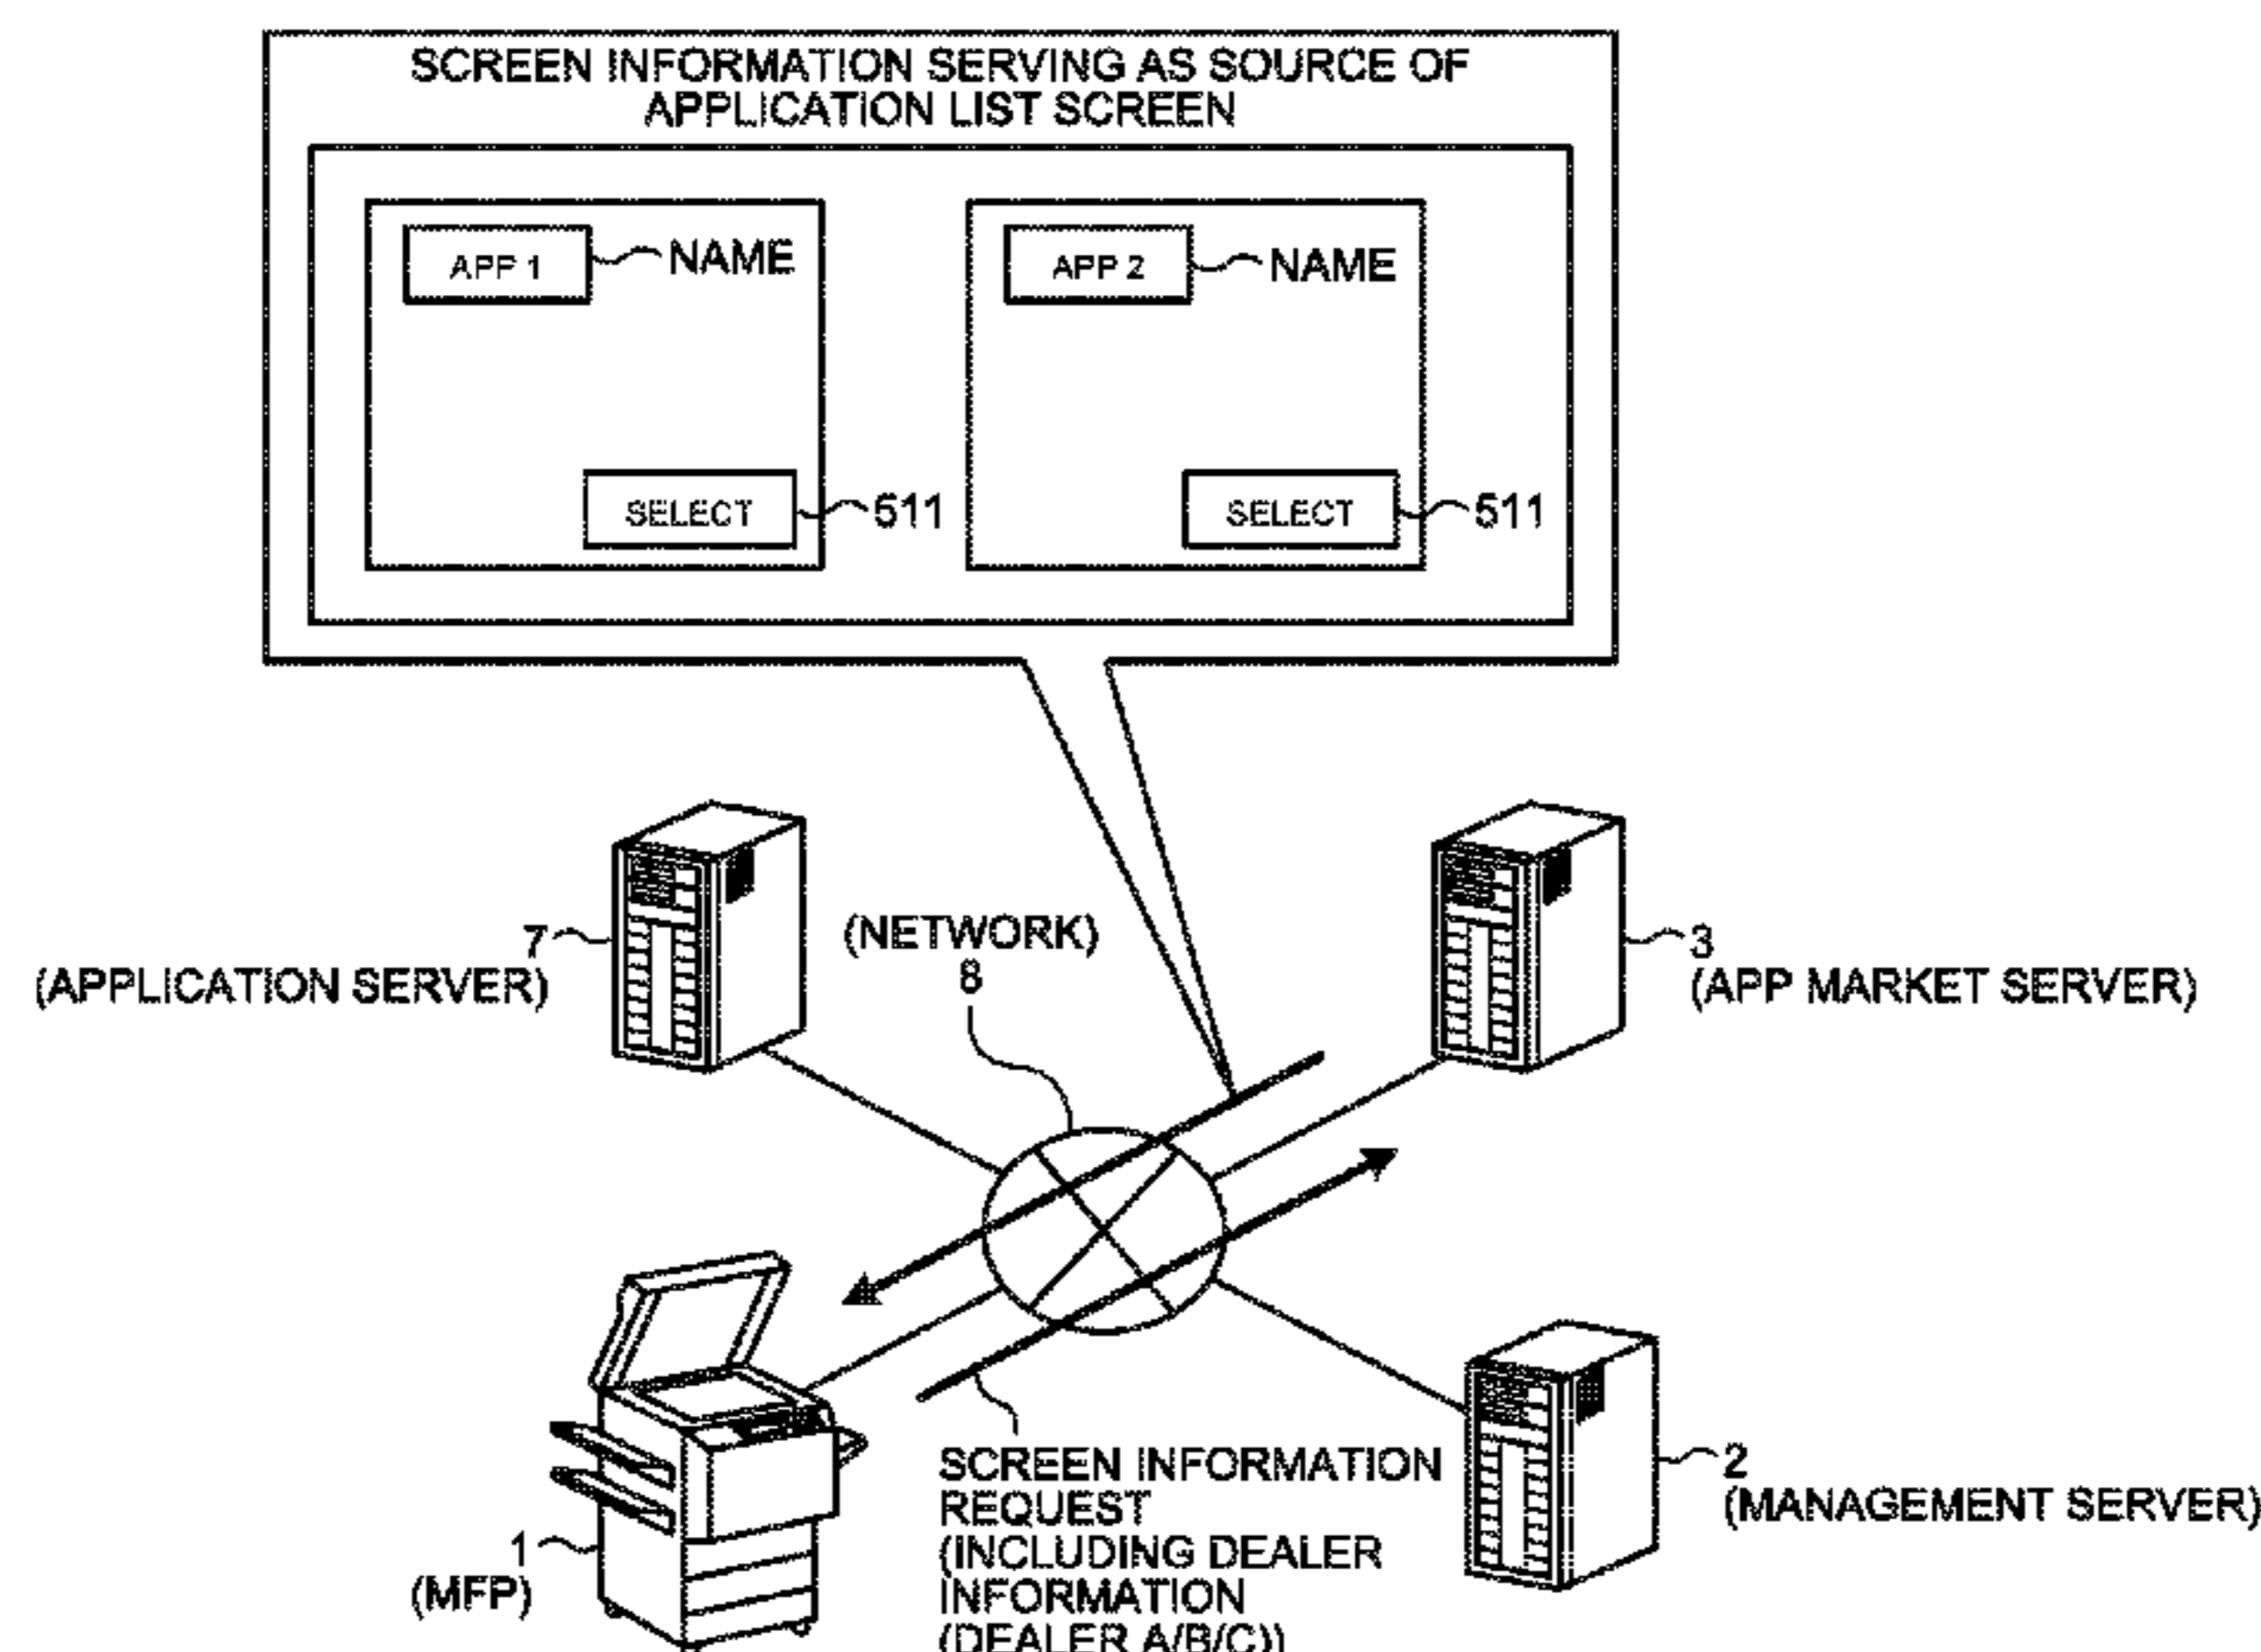 SCREEN INFORMATION SERVING AS SOURCE OF
APPLICATION LIST SCREEN
APP 1
NAME
APP 2
NAME
SELECT
511
SELECT
511
7
(APPLICATION SERVER)
(NETWORK)
8
3
(APP MARKET SERVER)
1
(MFP)
SCREEN INFORMATION
REQUEST
(INCLUDING DEALER
INFORMATION
(DEALER A/B/C))
2
(MANAGEMENT SERVER)